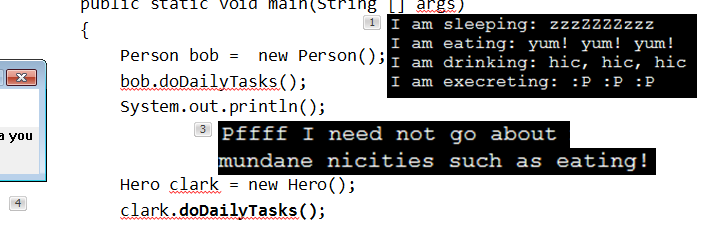 public static void main(String [] args)
1
I am sleeping: zzzZZZZzzz
{
I am eating: yum! yum! yum!
Person bob =  new Person();
I am drinking: hic, hic, hic
bob.doDailyTasks();
I am execreting: :P :P :P
System.out.println();
3
Pffff I need not go about
a you
mundane nicities such as eating!
Hero clark = new Hero();
4
clark.doDailyTasks();